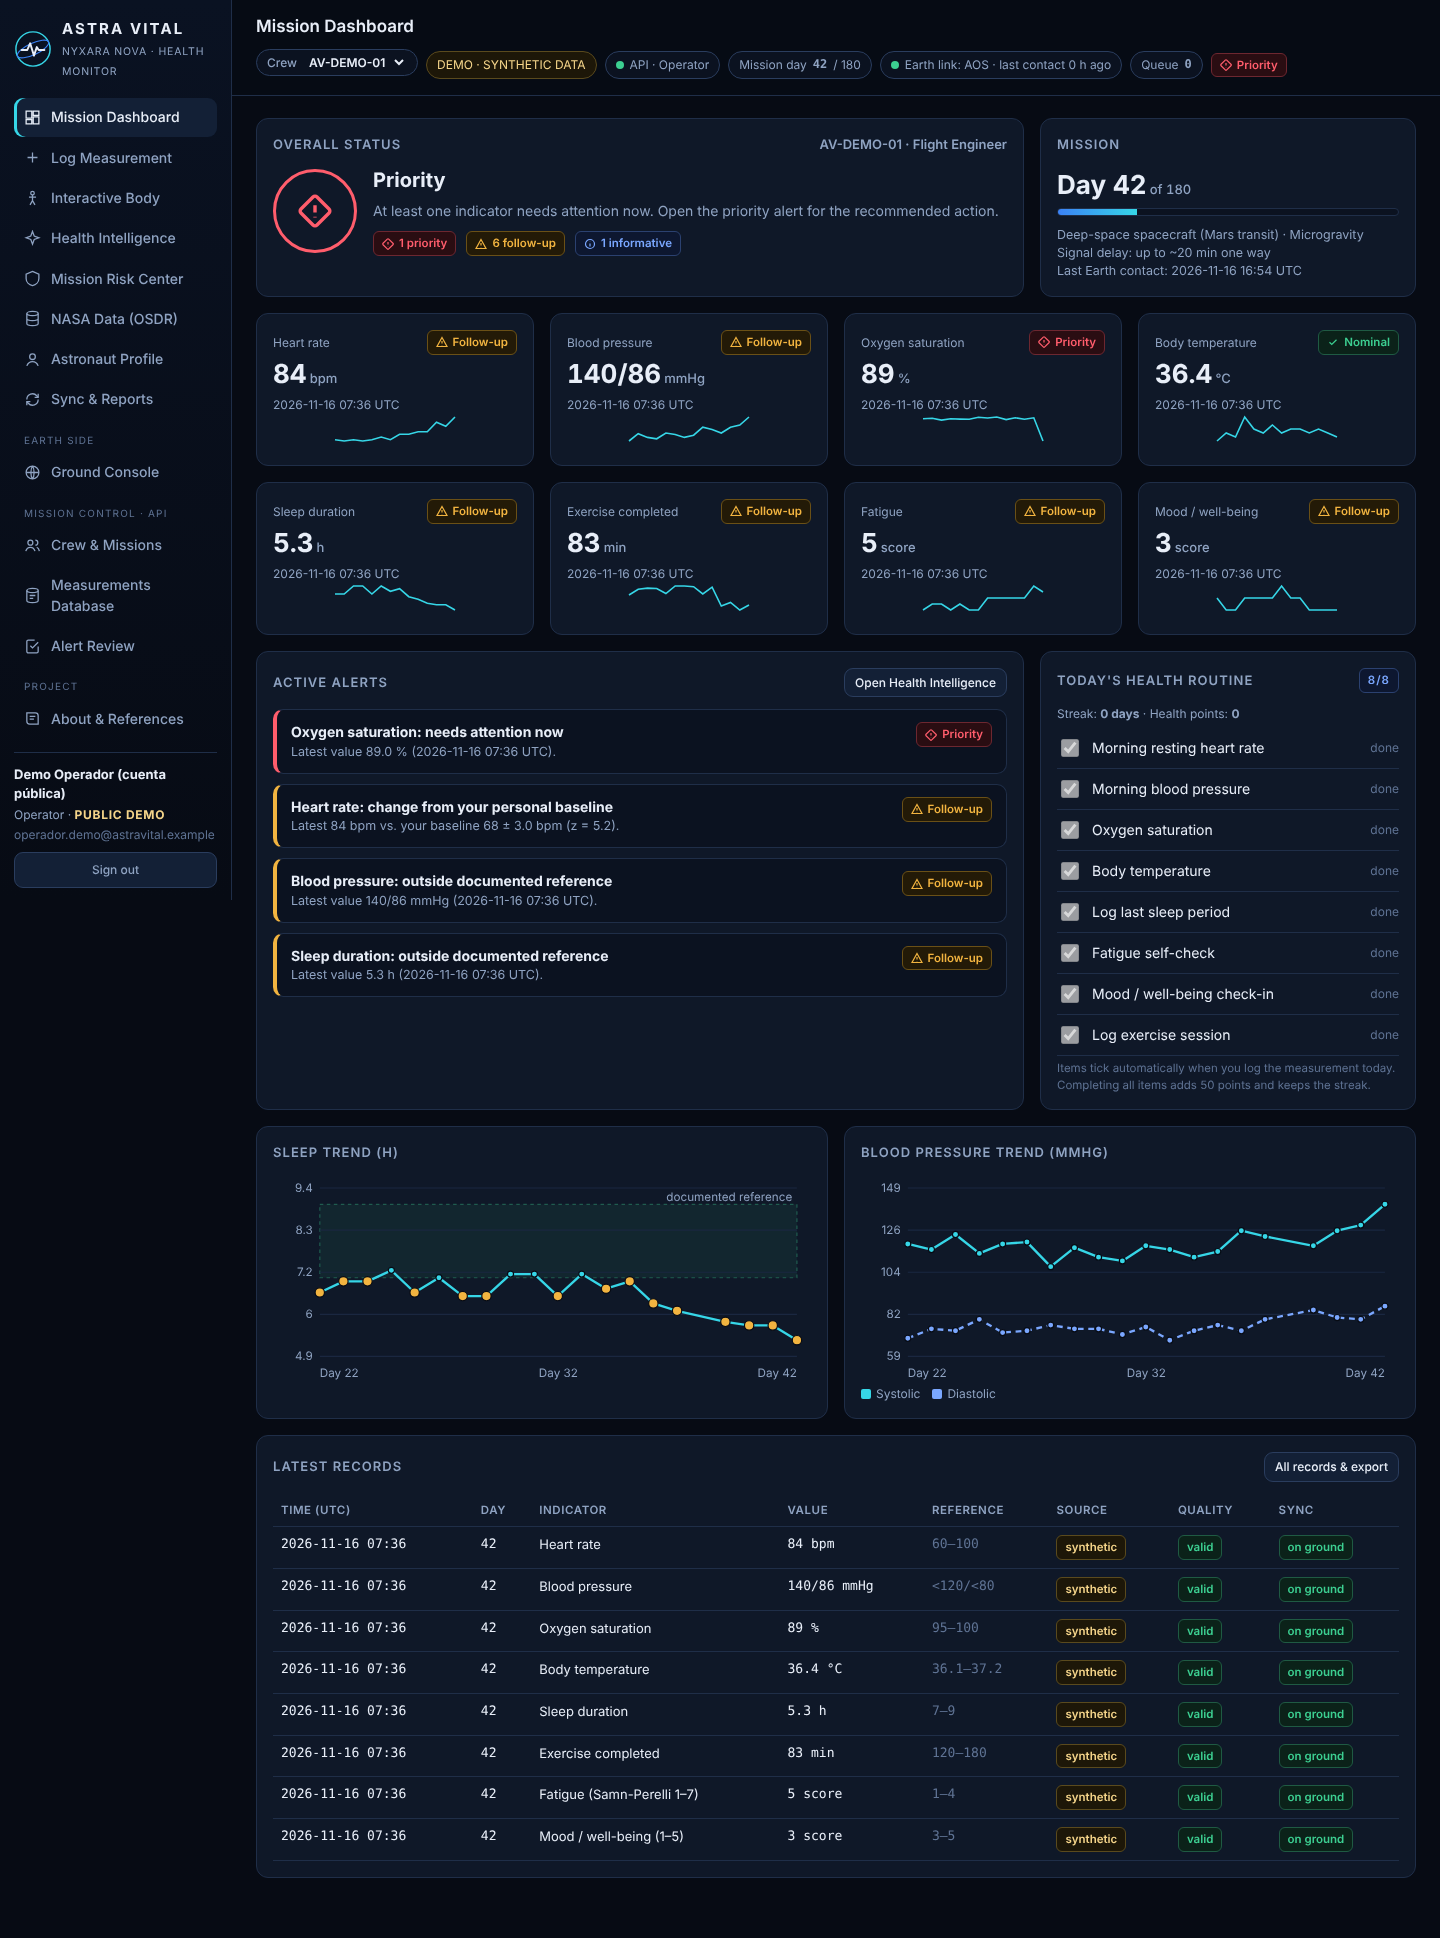 ASTRA VITAL
NYXARA NOVA · HEALTH
MONITOR
Mission Dashboard
Log Measurement
Interactive Body
Health Intelligence
Mission Risk Center
NASA Data (OSDR)
Astronaut Profile
Sync & Reports
EARTH SIDE
Ground Console
MISSION CONTROL · API
Crew & Missions
Measurements
Database
Alert Review
PROJECT
About & References
Demo Operador (cuenta
pública)
Operator · PUBLIC DEMO
operador.demo@astravital.example
Sign out
Mission Dashboard
Crew AV-DEMO-01
DEMO · SYNTHETIC DATA
API · Operator
Mission day 42 / 180
Earth link: AOS · last contact 0 h ago
Queue 0
Priority
OVERALL STATUS
AV-DEMO-01 · Flight Engineer
Priority
At least one indicator needs attention now. Open the priority alert for the recommended action.
1 priority
6 follow-up
1 informative
MISSION
Day 42 of 180
Deep-space spacecraft (Mars transit) · Microgravity
Signal delay: up to ~20 min one way
Last Earth contact: 2026-11-16 16:54 UTC
Heart rate
Follow-up
84 bpm
2026-11-16 07:36 UTC
Blood pressure
Follow-up
140/86 mmHg
2026-11-16 07:36 UTC
Oxygen saturation
Priority
89 %
2026-11-16 07:36 UTC
Body temperature
Nominal
36.4 °C
2026-11-16 07:36 UTC
Sleep duration
Follow-up
5.3 h
2026-11-16 07:36 UTC
Exercise completed
Follow-up
83 min
2026-11-16 07:36 UTC
Fatigue
Follow-up
5 score
2026-11-16 07:36 UTC
Mood / well-being
Follow-up
3 score
2026-11-16 07:36 UTC
ACTIVE ALERTS
Open Health Intelligence
Oxygen saturation: needs attention now
Latest value 89.0 % (2026-11-16 07:36 UTC).
Priority
Heart rate: change from your personal baseline
Latest 84 bpm vs. your baseline 68 ± 3.0 bpm (z = 5.2).
Follow-up
Blood pressure: outside documented reference
Latest value 140/86 mmHg (2026-11-16 07:36 UTC).
Follow-up
Sleep duration: outside documented reference
Latest value 5.3 h (2026-11-16 07:36 UTC).
Follow-up
TODAY'S HEALTH ROUTINE
8/8
Streak: 0 days · Health points: 0
Morning resting heart rate done
Morning blood pressure done
Oxygen saturation done
Body temperature done
Log last sleep period done
Fatigue self-check done
Mood / well-being check-in done
Log exercise session done
Items tick automatically when you log the measurement today.
Completing all items adds 50 points and keeps the streak.
SLEEP TREND (H)
documented reference
9.4
8.3
7.2
6
4.9
Day 22 Day 32 Day 42
BLOOD PRESSURE TREND (MMHG)
149
126
104
82
59
Day 22 Day 32 Day 42
Systolic Diastolic
LATEST RECORDS
All records & export
TIME (UTC) DAY INDICATOR VALUE REFERENCE SOURCE QUALITY SYNC
2026-11-16 07:36 42 Heart rate 84 bpm 60–100 synthetic valid on ground
2026-11-16 07:36 42 Blood pressure 140/86 mmHg <120/<80 synthetic valid on ground
2026-11-16 07:36 42 Oxygen saturation 89 % 95–100 synthetic valid on ground
2026-11-16 07:36 42 Body temperature 36.4 °C 36.1–37.2 synthetic valid on ground
2026-11-16 07:36 42 Sleep duration 5.3 h 7–9 synthetic valid on ground
2026-11-16 07:36 42 Exercise completed 83 min 120–180 synthetic valid on ground
2026-11-16 07:36 42 Fatigue (Samn-Perelli 1–7) 5 score 1–4 synthetic valid on ground
2026-11-16 07:36 42 Mood / well-being (1–5) 3 score 3–5 synthetic valid on ground